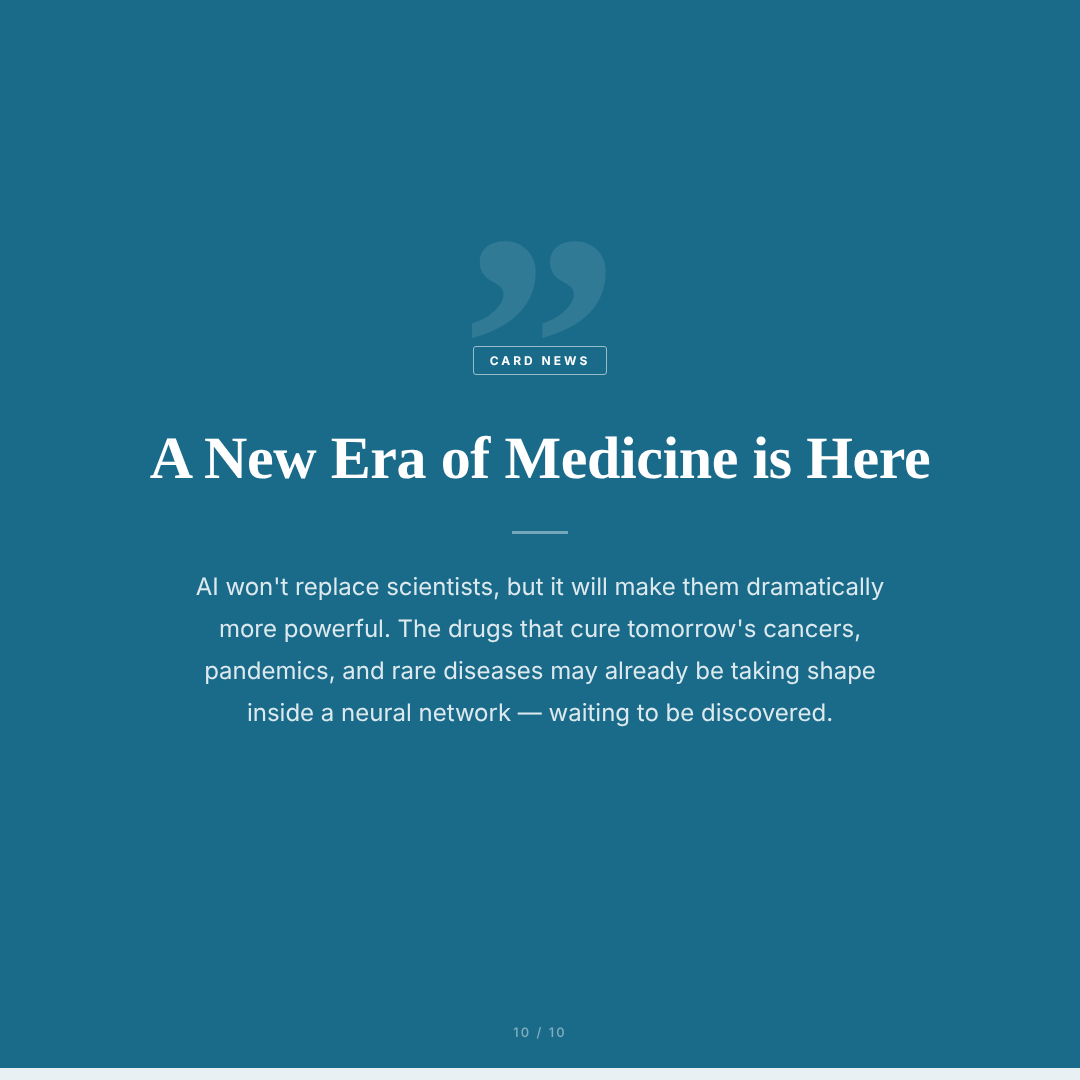 ”
CARD NEWS
A New Era of Medicine is Here
AI won't replace scientists, but it will make them dramatically
more powerful. The drugs that cure tomorrow's cancers,
pandemics, and rare diseases may already be taking shape
inside a neural network — waiting to be discovered.
10 / 10